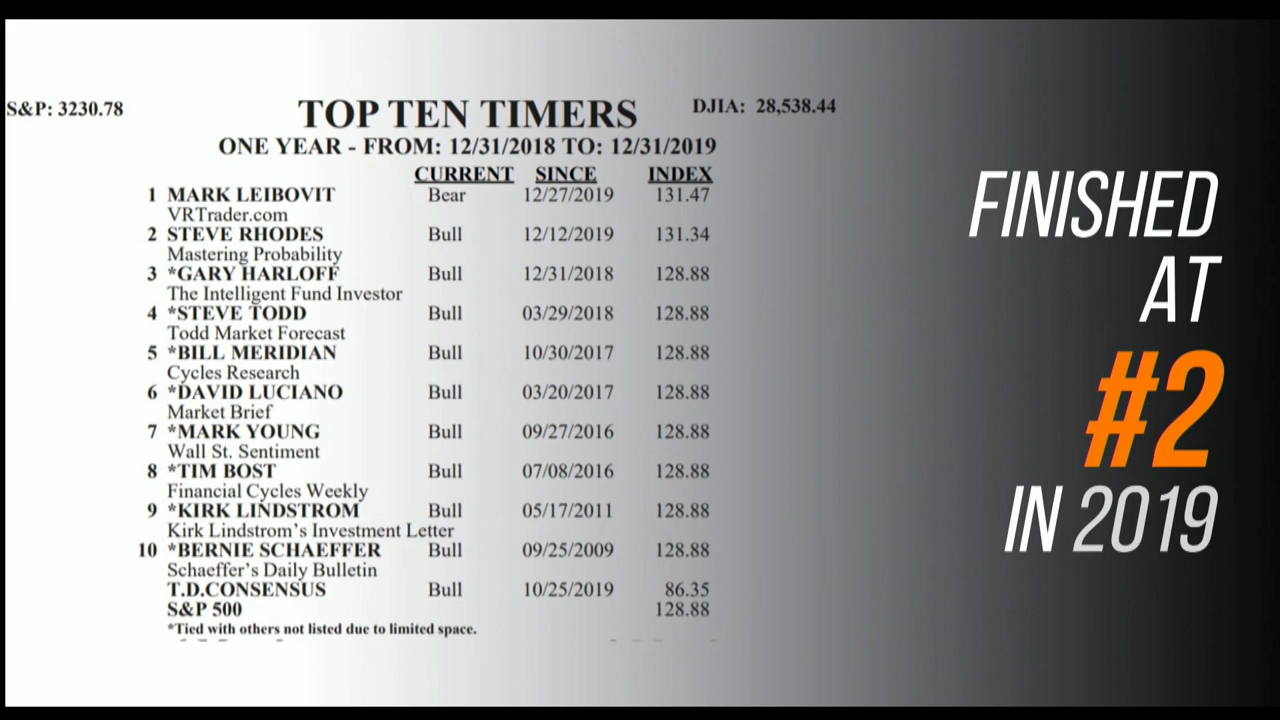 S&P: 3230.78
TOP TEN TIMERS
DJIA: 28,538.44
ONE YEAR - FROM: 12/31/2018 TO: 12/31/2019
CURRENT SINCE INDEX
1 MARK LEIBOVIT Bear 12/27/2019 131.47
VRTrader.com
2 STEVE RHODES Bull 12/12/2019 131.34
Mastering Probability
3 *GARY HARLOFF Bull 12/31/2018 128.88
The Intelligent Fund Investor
4 *STEVE TODD Bull 03/29/2018 128.88
Todd Market Forecast
5 *BILL MERIDIAN Bull 10/30/2017 128.88
Cycles Research
6 *DAVID LUCIANO Bull 03/20/2017 128.88
Market Brief
7 *MARK YOUNG Bull 09/27/2016 128.88
Wall St. Sentiment
8 *TIM BOST Bull 07/08/2016 128.88
Financial Cycles Weekly
9 *KIRK LINDSTROM Bull 05/17/2011 128.88
Kirk Lindstrom's Investment Letter
10 *BERNIE SCHAEFFER Bull 09/25/2009 128.88
Schaeffer's Daily Bulletin
T.D.CONSENSUS Bull 10/25/2019 86.35
S&P 500 128.88
*Tied with others not listed due to limited space.
FINISHED
AT
#2
IN 2019